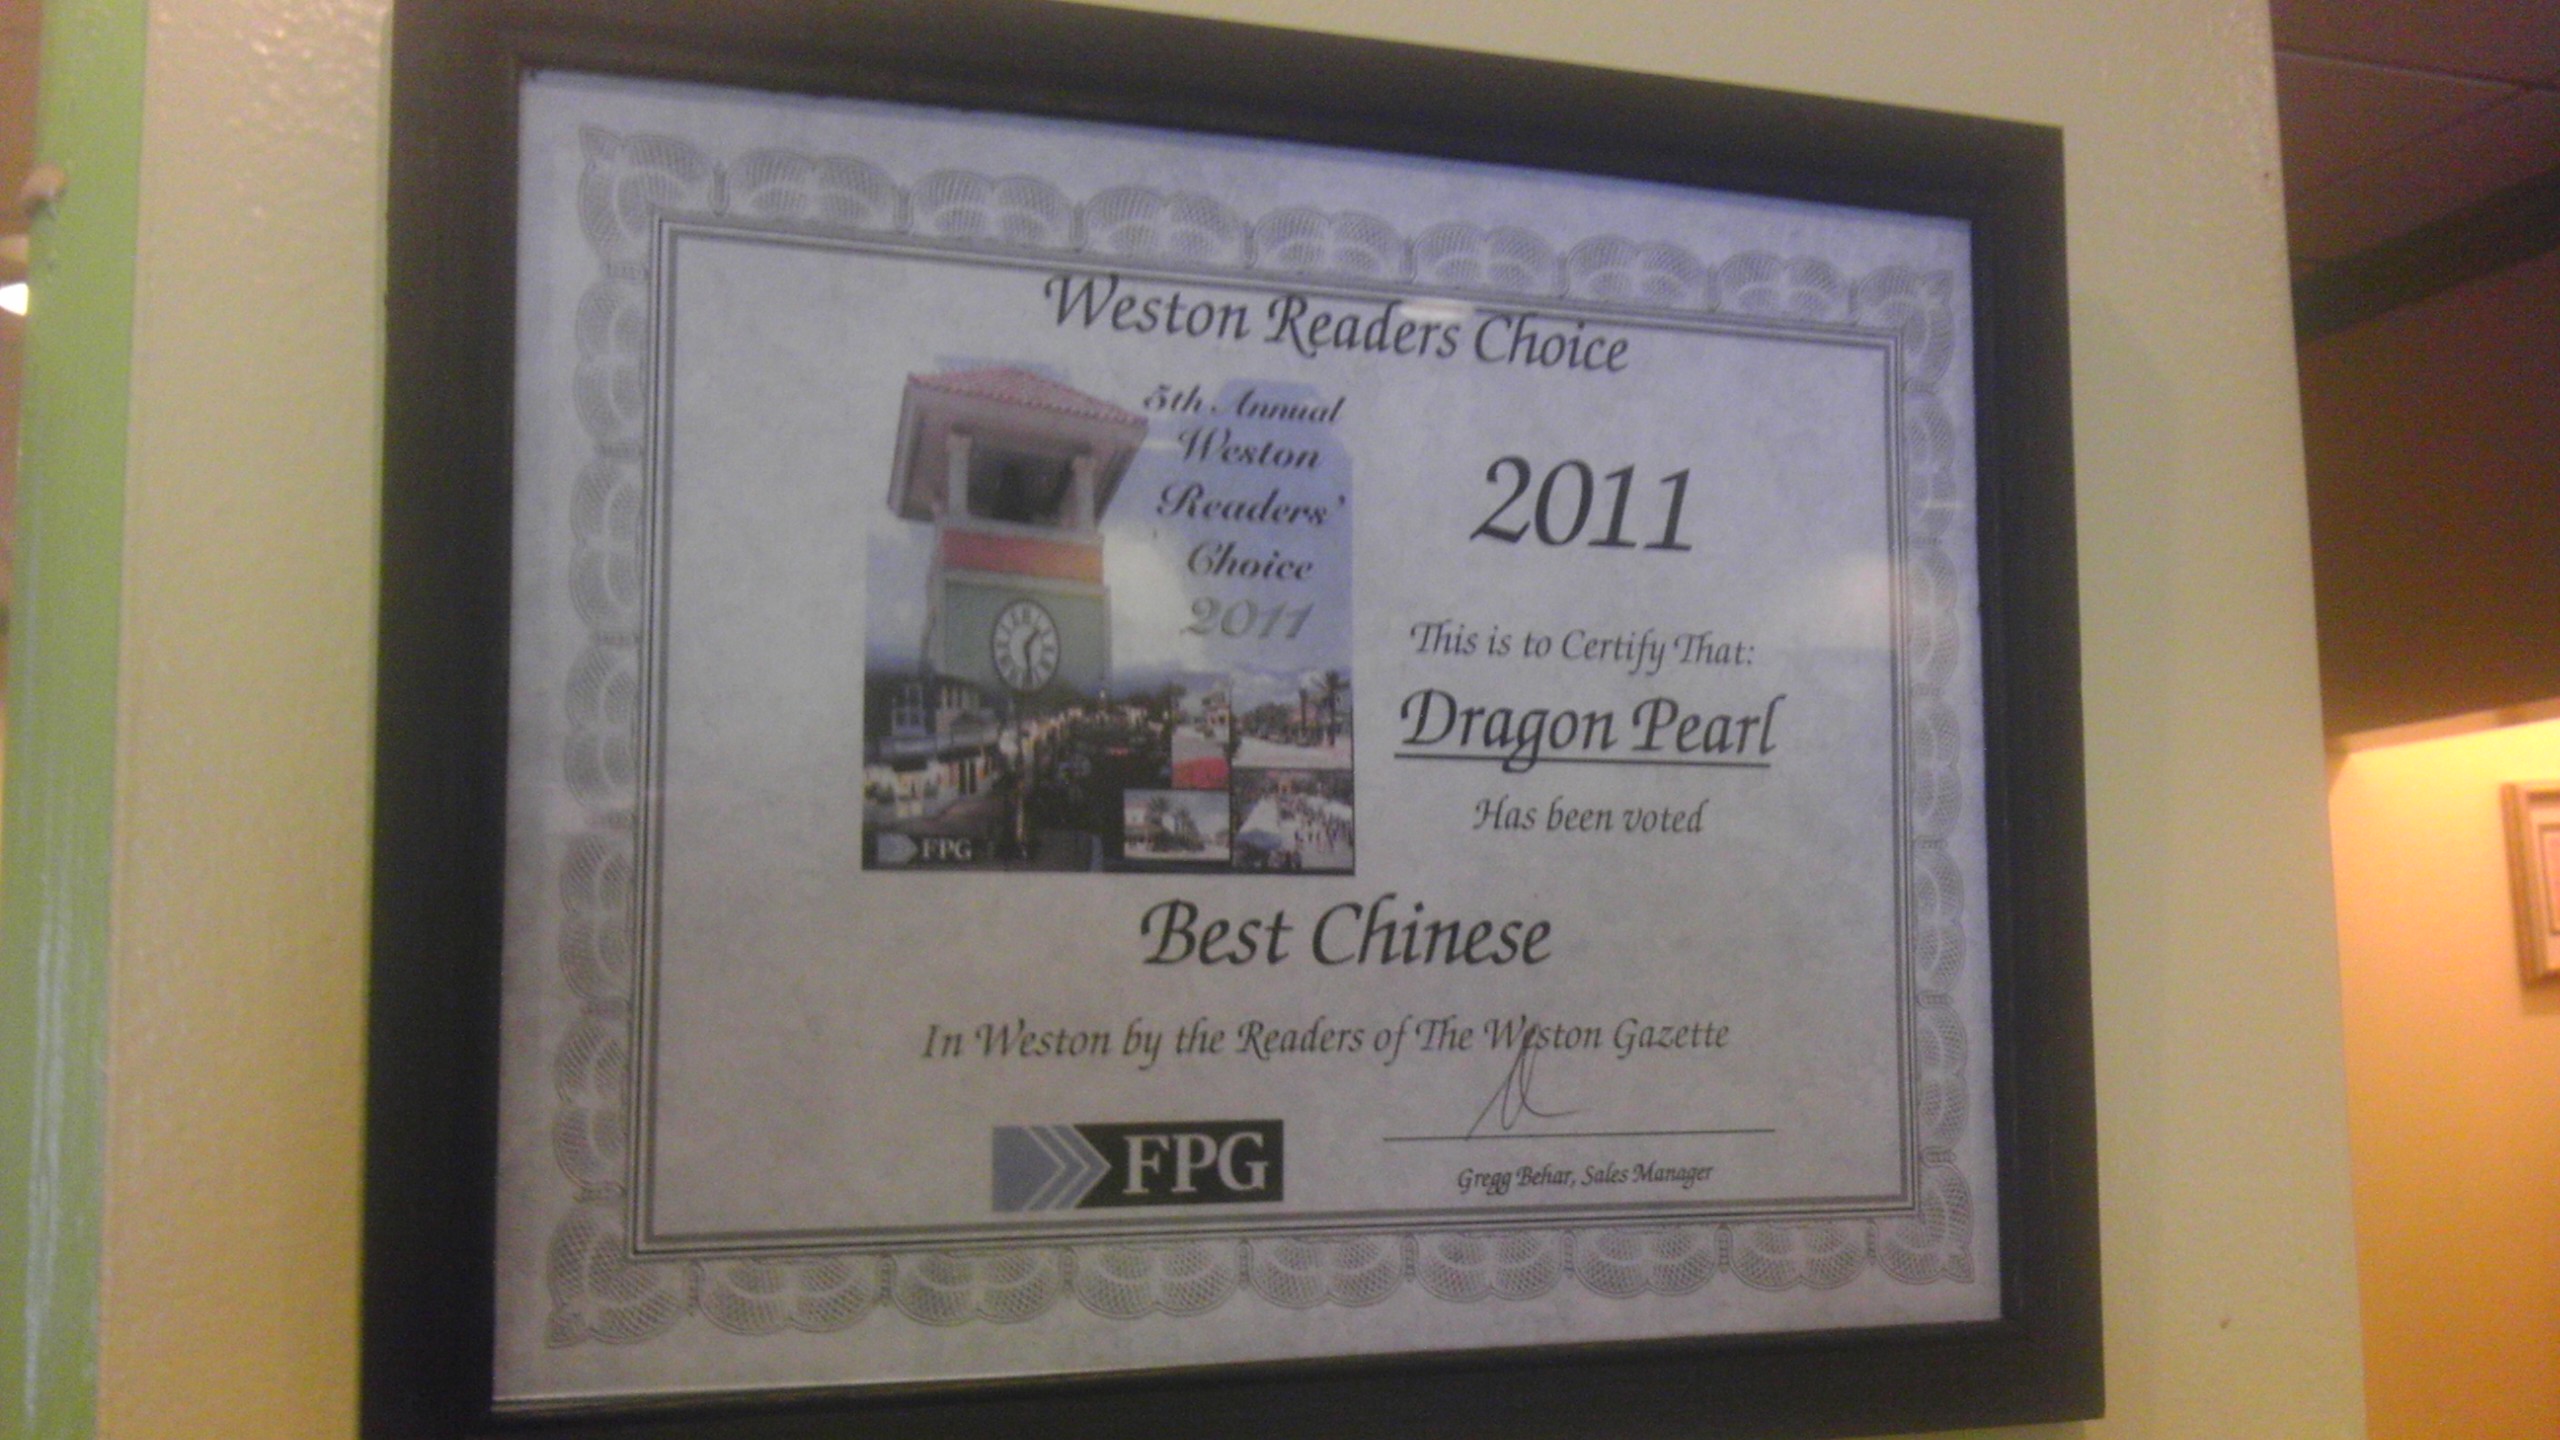 Weston Readers Choice
5th Annual
Weston
Readers'
Choice
2011
FPG
2011
This is to Certify That:
Dragon Pearl
Has been voted
Best Chinese
In Weston by the Readers of The Weston Gazette
FPG
Gregg Behar, Sales Manager